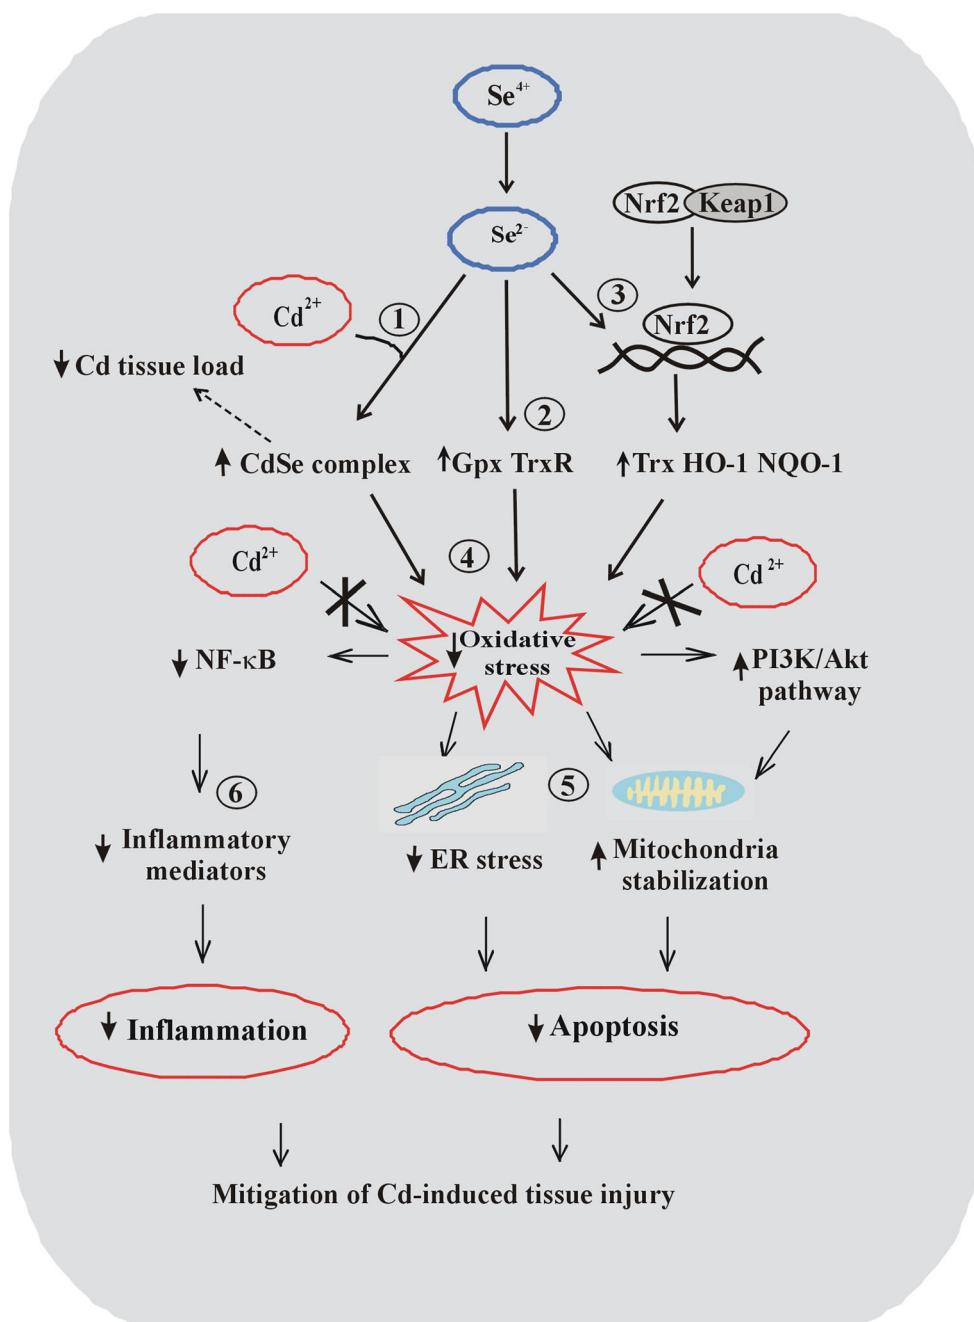 Se⁴⁺
Nrf2 Keap1
Se²⁻
Cd²⁺
1
3
Nrf2
↓ Cd tissue load
2
↑ CdSe complex
↑Gpx TrxR
↑Trx HO-1 NQO-1
4
Cd²⁺
Cd ²⁺
↓ Oxidative
stress
↓ NF-κB
↑ PI3K/Akt
pathway
6
5
↓ Inflammatory
mediators
↓ ER stress
↑ Mitochondria
stabilization
↓ Inflammation
↓ Apoptosis
Mitigation of Cd-induced tissue injury